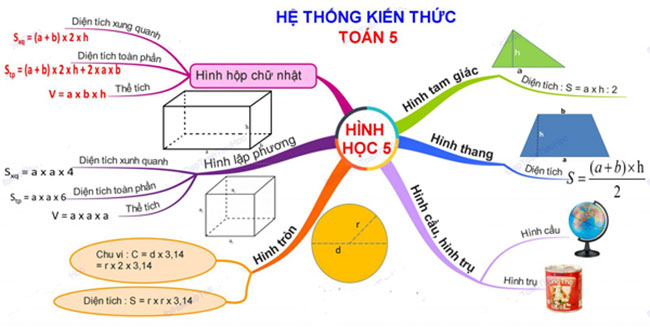 HỆ THỐNG KIẾN THỨC
TOÁN 5
HÌNH
HỌC 5
Hình hộp chữ nhật
Diện tích xung quanh
Sxq = (a + b) x 2 x h
Diện tích toàn phần
Stp = (a + b) x 2 x h + 2 x a x b
Thể tích
V = a x b x h
Hình lập phương
Diện tích xunh quanh
Sxq = a x a x 4
Diện tích toàn phần
Stp = a x a x 6
Thể tích
V = a x a x a
Hình tròn
Chu vi : C = d x 3,14
= r x 2 x 3,14
Diện tích : S = r x r x 3,14
r
d
Hình tam giác
h
a
Diện tích : S = a x h : 2
Hình thang
b
h
a
Diện tích
S = (a + b) × h
2
Hình cầu, hình trụ
Hình cầu
Hình trụ